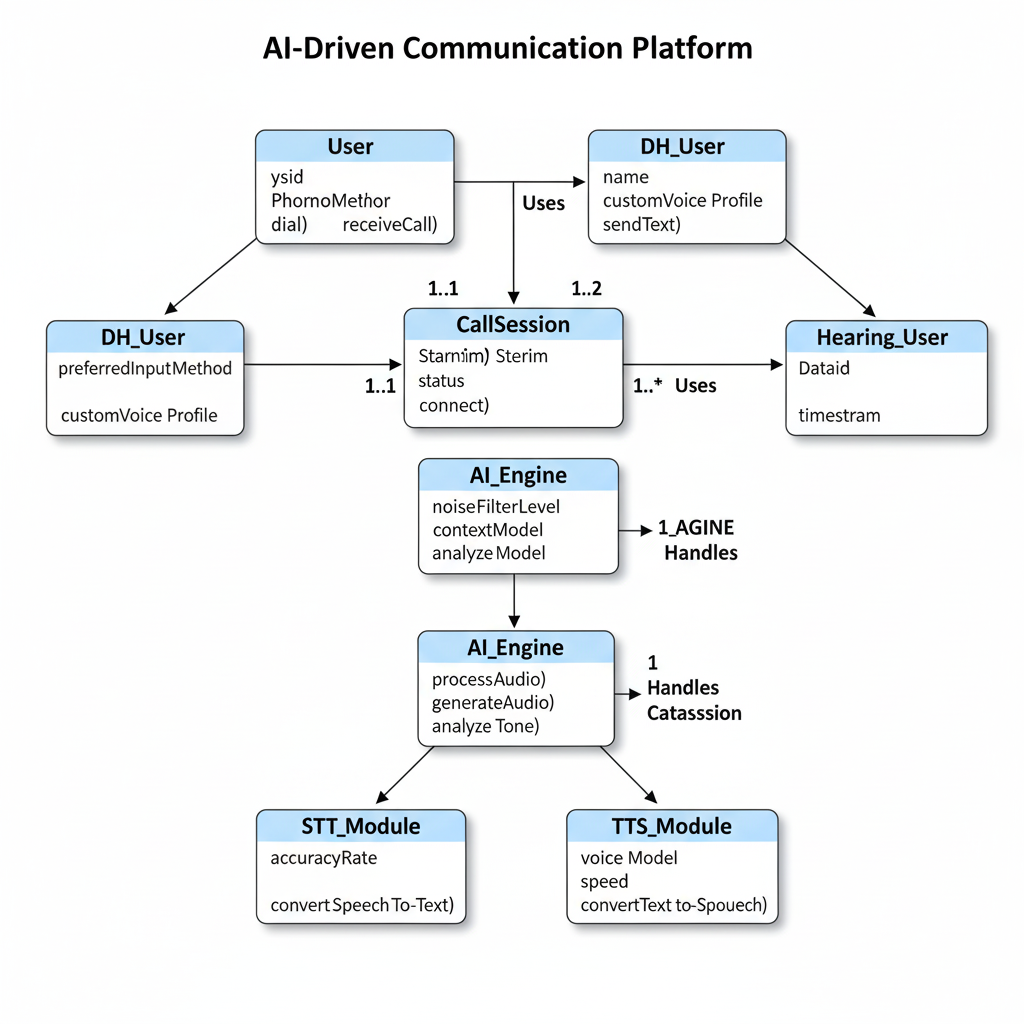 AI-Driven Communication Platform
User
ysid
PhornoMethor
dial) receiveCall)
DH_User
name
customVoice Profile
sendText)
Uses
1..1
1..2
DH_User
preferredInputMethod
customVoice Profile
1..1
CallSession
Starnim) Sterim
status
connect)
1..* Uses
Hearing_User
Dataid
timestram
AI_Engine
noiseFilterLevel
contextModel
analyze Model
1_AGINE
Handles
AI_Engine
processAudio)
generateAudio)
analyze Tone)
1
Handles
Catasssion
STT_Module
accuracyRate
convert Speech To-Text)
TTS_Module
voice Model
speed
convertText to-Spouech)